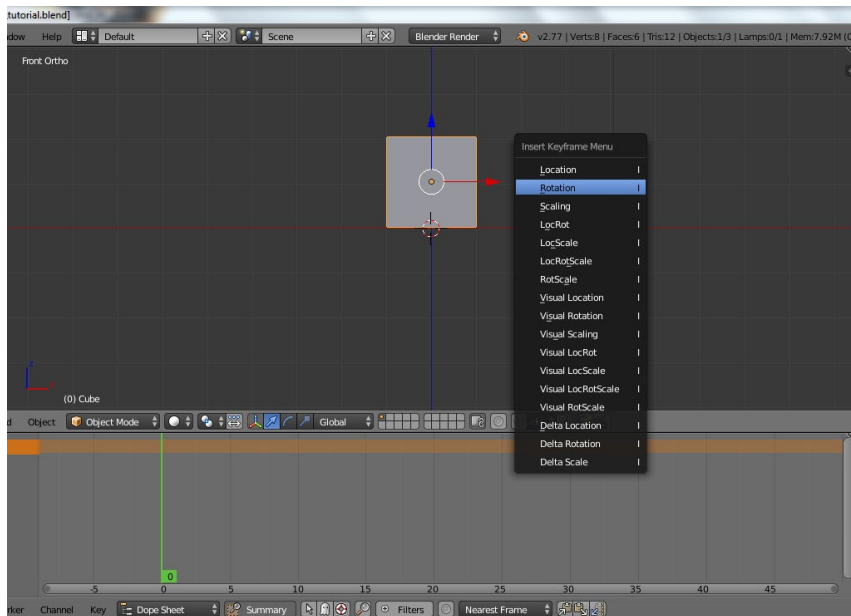 tutorial.blend]
dow Help Default Scene Blender Render v2.77 | Verts:8 | Faces:6 | Tris:12 | Objects:1/3 | Lamps:0/1 | Mem:7.92M (C
Front Ortho
Insert Keyframe Menu
Location I
Rotation I
Scaling I
LocRot I
LocScale I
LocRotScale I
RotScale I
Visual Location I
Visual Rotation I
Visual Scaling I
Visual LocRot I
Visual LocScale I
Visual LocRotScale I
Visual RotScale I
Delta Location I
Delta Rotation I
Delta Scale I
z
(0) Cube
d Object Object Mode Global
0
-5 0 5 10 15 20 25 30 35 40 45
rker Channel Key Dope Sheet Summary Filters Nearest Frame